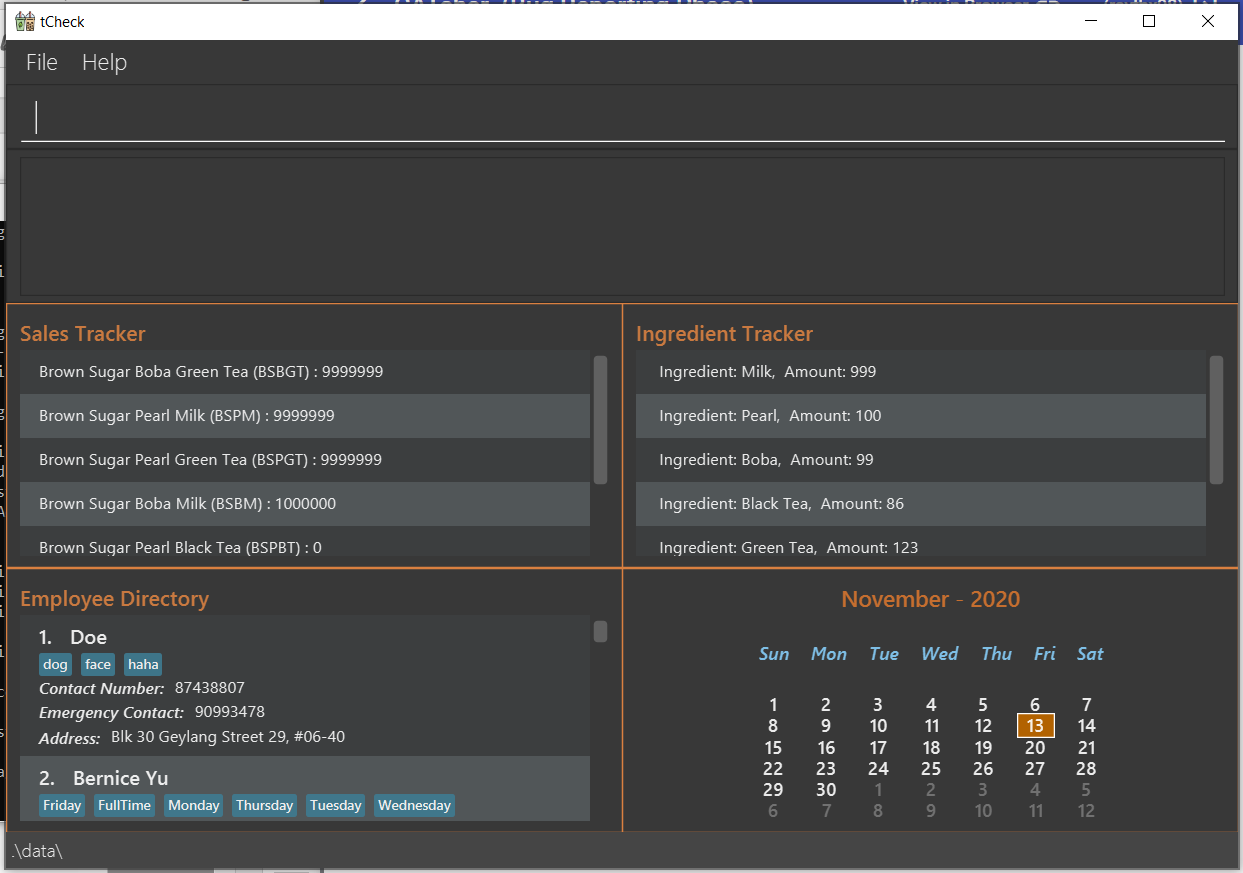 tCheck
File Help
Sales Tracker
Brown Sugar Boba Green Tea (BSBGT) : 9999999
Brown Sugar Pearl Milk (BSPM) : 9999999
Brown Sugar Pearl Green Tea (BSPGT) : 9999999
Brown Sugar Boba Milk (BSBM) : 1000000
Brown Sugar Pearl Black Tea (BSPBT) : 0
Ingredient Tracker
Ingredient: Milk, Amount: 999
Ingredient: Pearl, Amount: 100
Ingredient: Boba, Amount: 99
Ingredient: Black Tea, Amount: 86
Ingredient: Green Tea, Amount: 123
Employee Directory
1. Doe
dog face haha
Contact Number: 87438807
Emergency Contact: 90993478
Address: Blk 30 Geylang Street 29, #06-40
2. Bernice Yu
Friday FullTime Monday Thursday Tuesday Wednesday
November - 2020
Sun Mon Tue Wed Thu Fri Sat
1 2 3 4 5 6 7
8 9 10 11 12 13 14
15 16 17 18 19 20 21
22 23 24 25 26 27 28
29 30 1 2 3 4 5
6 7 8 9 10 11 12
.\data\